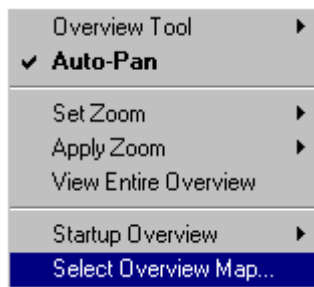 Overview Tool
Auto-Pan
Set Zoom
Apply Zoom
View Entire Overview
Startup Overview
Select Overview Map...